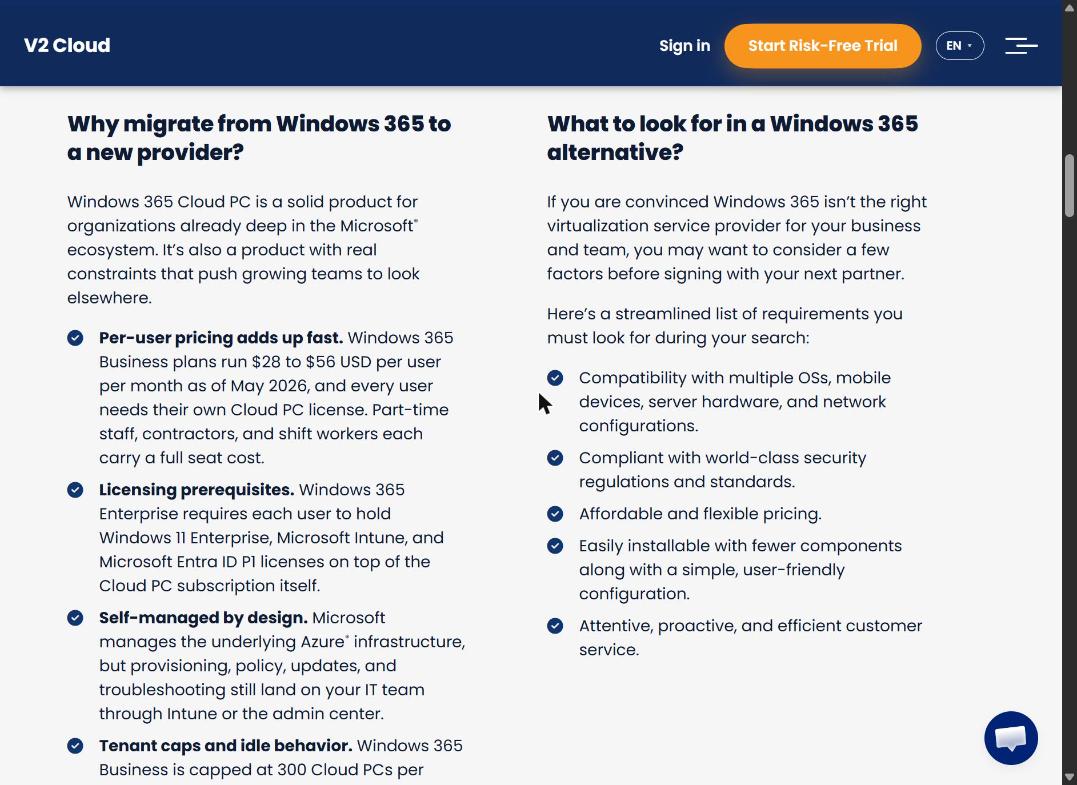 V2 Cloud
Sign in
Start Risk-Free Trial
EN
Why migrate from Windows 365 to
a new provider?
Windows 365 Cloud PC is a solid product for
organizations already deep in the Microsoft®
ecosystem. It’s also a product with real
constraints that push growing teams to look
elsewhere.
Per-user pricing adds up fast. Windows 365
Business plans run $28 to $56 USD per user
per month as of May 2026, and every user
needs their own Cloud PC license. Part-time
staff, contractors, and shift workers each
carry a full seat cost.
Licensing prerequisites. Windows 365
Enterprise requires each user to hold
Windows 11 Enterprise, Microsoft Intune, and
Microsoft Entra ID P1 licenses on top of the
Cloud PC subscription itself.
Self-managed by design. Microsoft
manages the underlying Azure® infrastructure,
but provisioning, policy, updates, and
troubleshooting still land on your IT team
through Intune or the admin center.
Tenant caps and idle behavior. Windows 365
Business is capped at 300 Cloud PCs per
What to look for in a Windows 365
alternative?
If you are convinced Windows 365 isn’t the right
virtualization service provider for your business
and team, you may want to consider a few
factors before signing with your next partner.
Here’s a streamlined list of requirements you
must look for during your search:
Compatibility with multiple OSs, mobile
devices, server hardware, and network
configurations.
Compliant with world-class security
regulations and standards.
Affordable and flexible pricing.
Easily installable with fewer components
along with a simple, user-friendly
configuration.
Attentive, proactive, and efficient customer
service.